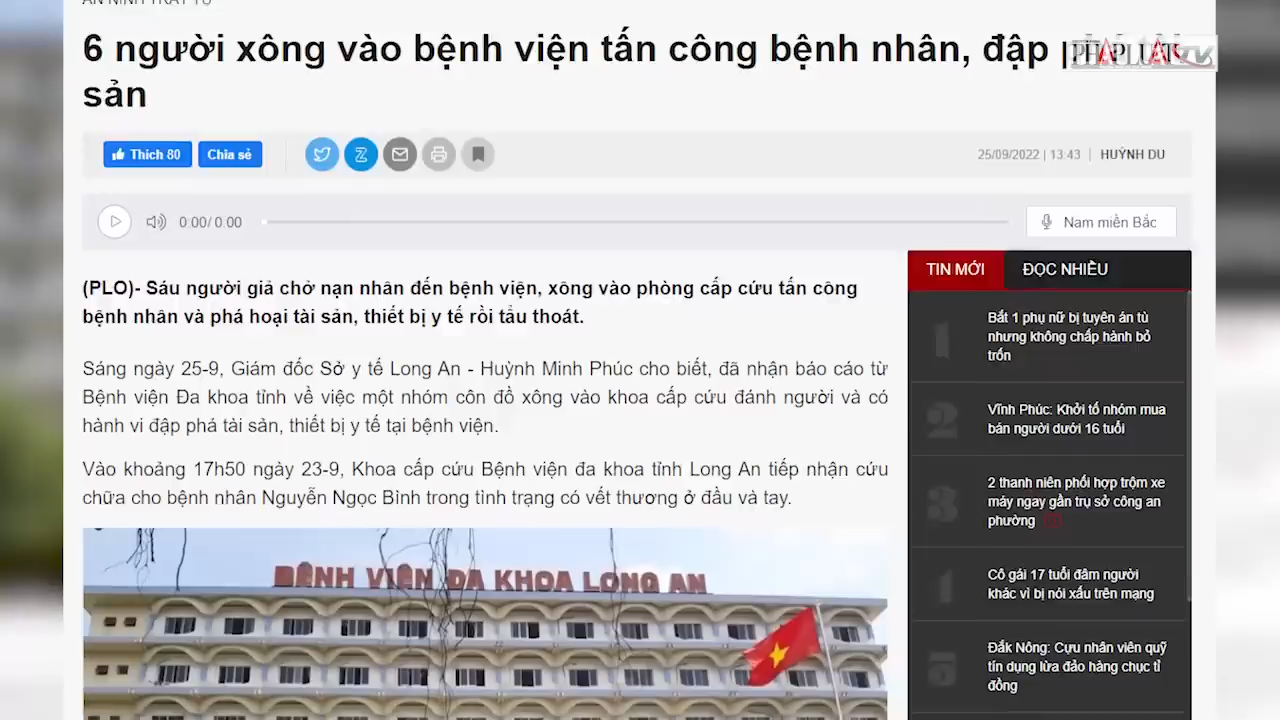 AN NINH TRẬT TỰ
6 người xông vào bệnh viện tấn công bệnh nhân, đập
sản
PHÁP LUẬT TV
Thích 80
Chia sẻ
25/09/2022 | 13:43 | HUỲNH DU
0:00/ 0:00
Nam miền Bắc
(PLO)- Sáu người giả chở nạn nhân đến bệnh viện, xông vào phòng cấp cứu tấn công
bệnh nhân và phá hoại tài sản, thiết bị y tế rồi tẩu thoát.
Sáng ngày 25-9, Giám đốc Sở y tế Long An - Huỳnh Minh Phúc cho biết, đã nhận báo cáo từ
Bệnh viện Đa khoa tỉnh về việc một nhóm côn đồ xông vào khoa cấp cứu đánh người và có
hành vi đập phá tài sản, thiết bị y tế tại bệnh viện.
Vào khoảng 17h50 ngày 23-9, Khoa cấp cứu Bệnh viện đa khoa tỉnh Long An tiếp nhận cứu
chữa cho bệnh nhân Nguyễn Ngọc Bình trong tình trạng có vết thương ở đầu và tay.
BỆNH VIỆN ĐA KHOA LONG AN
TIN MỚI
ĐỌC NHIỀU
1
Bắt 1 phụ nữ bị tuyên án tù
nhưng không chấp hành bỏ
trốn
2
Vĩnh Phúc: Khởi tố nhóm mua
bán người dưới 16 tuổi
3
2 thanh niên phối hợp trộm xe
máy ngay gần trụ sở công an
phường
4
Cô gái 17 tuổi đâm người
khác vì bị nói xấu trên mạng
5
Đắk Nông: Cựu nhân viên quỹ
tín dụng lừa đảo hàng chục tỉ
đồng